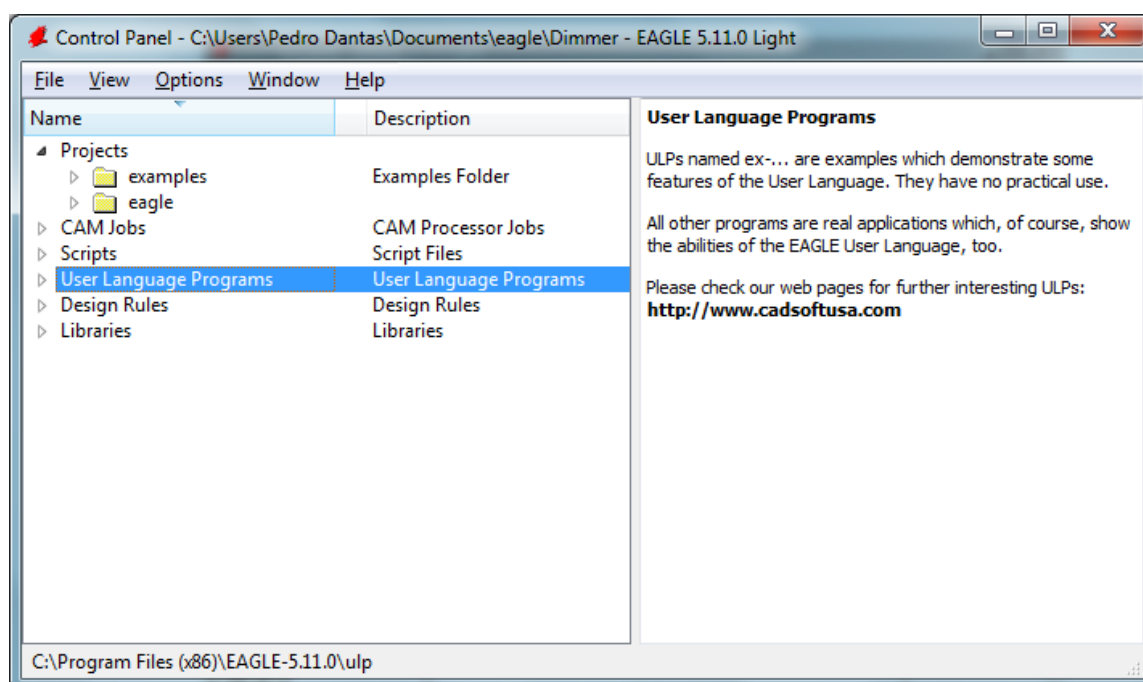 Control Panel - C:\Users\Pedro Dantas\Documents\eagle\Dimmer - EAGLE 5.11.0 Light
File View Options Window Help
Name Description
Projects
examples Examples Folder
eagle
CAM Jobs CAM Processor Jobs
Scripts Script Files
User Language Programs User Language Programs
Design Rules Design Rules
Libraries Libraries
User Language Programs
ULPs named ex-... are examples which demonstrate some
features of the User Language. They have no practical use.
All other programs are real applications which, of course, show
the abilities of the EAGLE User Language, too.
Please check our web pages for further interesting ULPs:
http://www.cadsoftusa.com
C:\Program Files (x86)\EAGLE-5.11.0\ulp